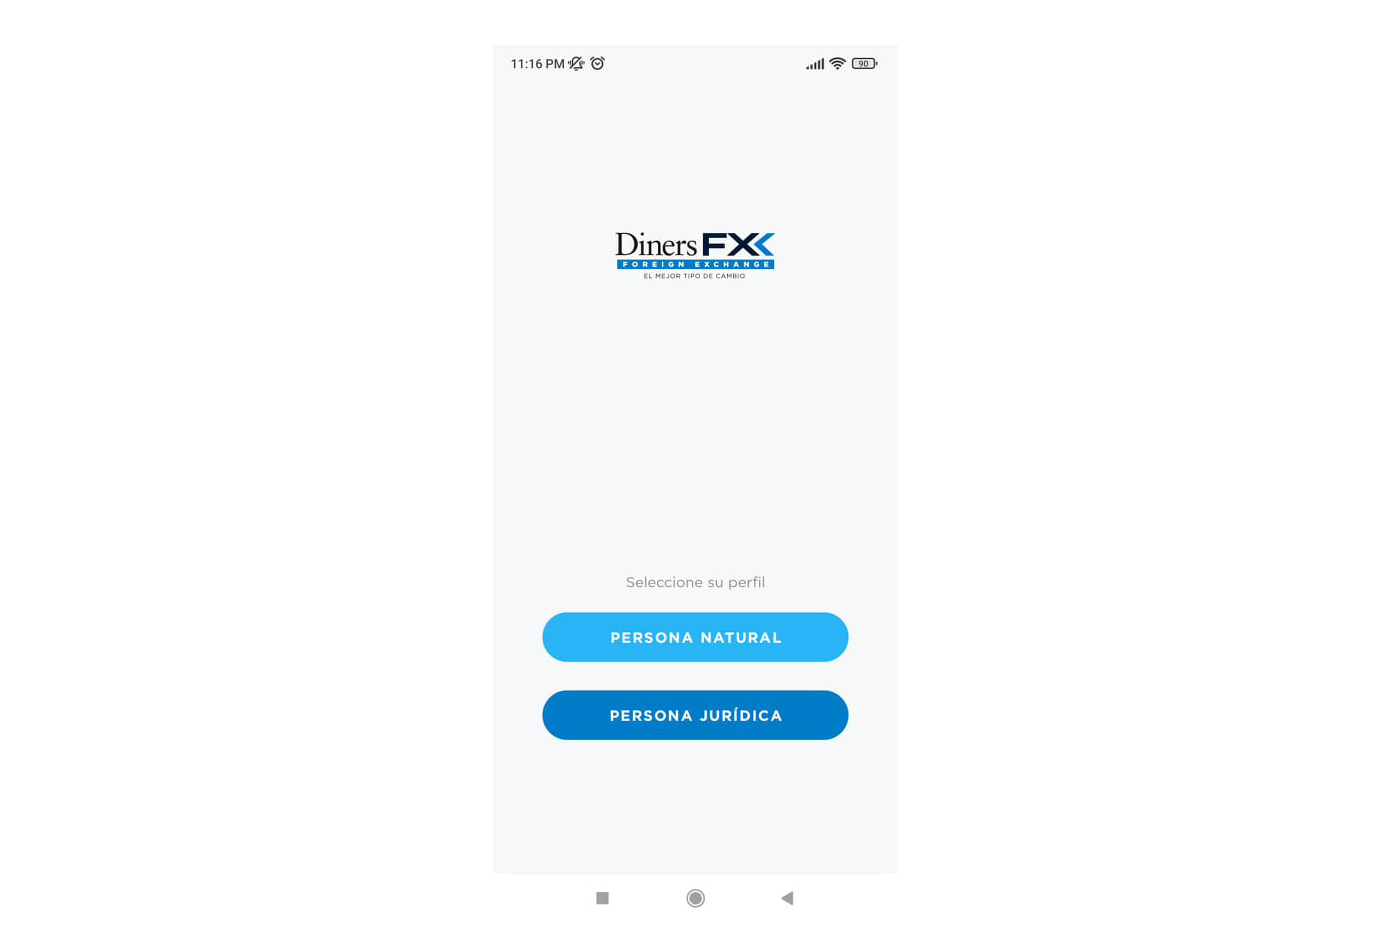 11:16 PM
90
Diners FX
FOREIGN EXCHANGE
EL MEJOR TIPO DE CAMBIO
Seleccione su perfil
PERSONA NATURAL
PERSONA JURÍDICA